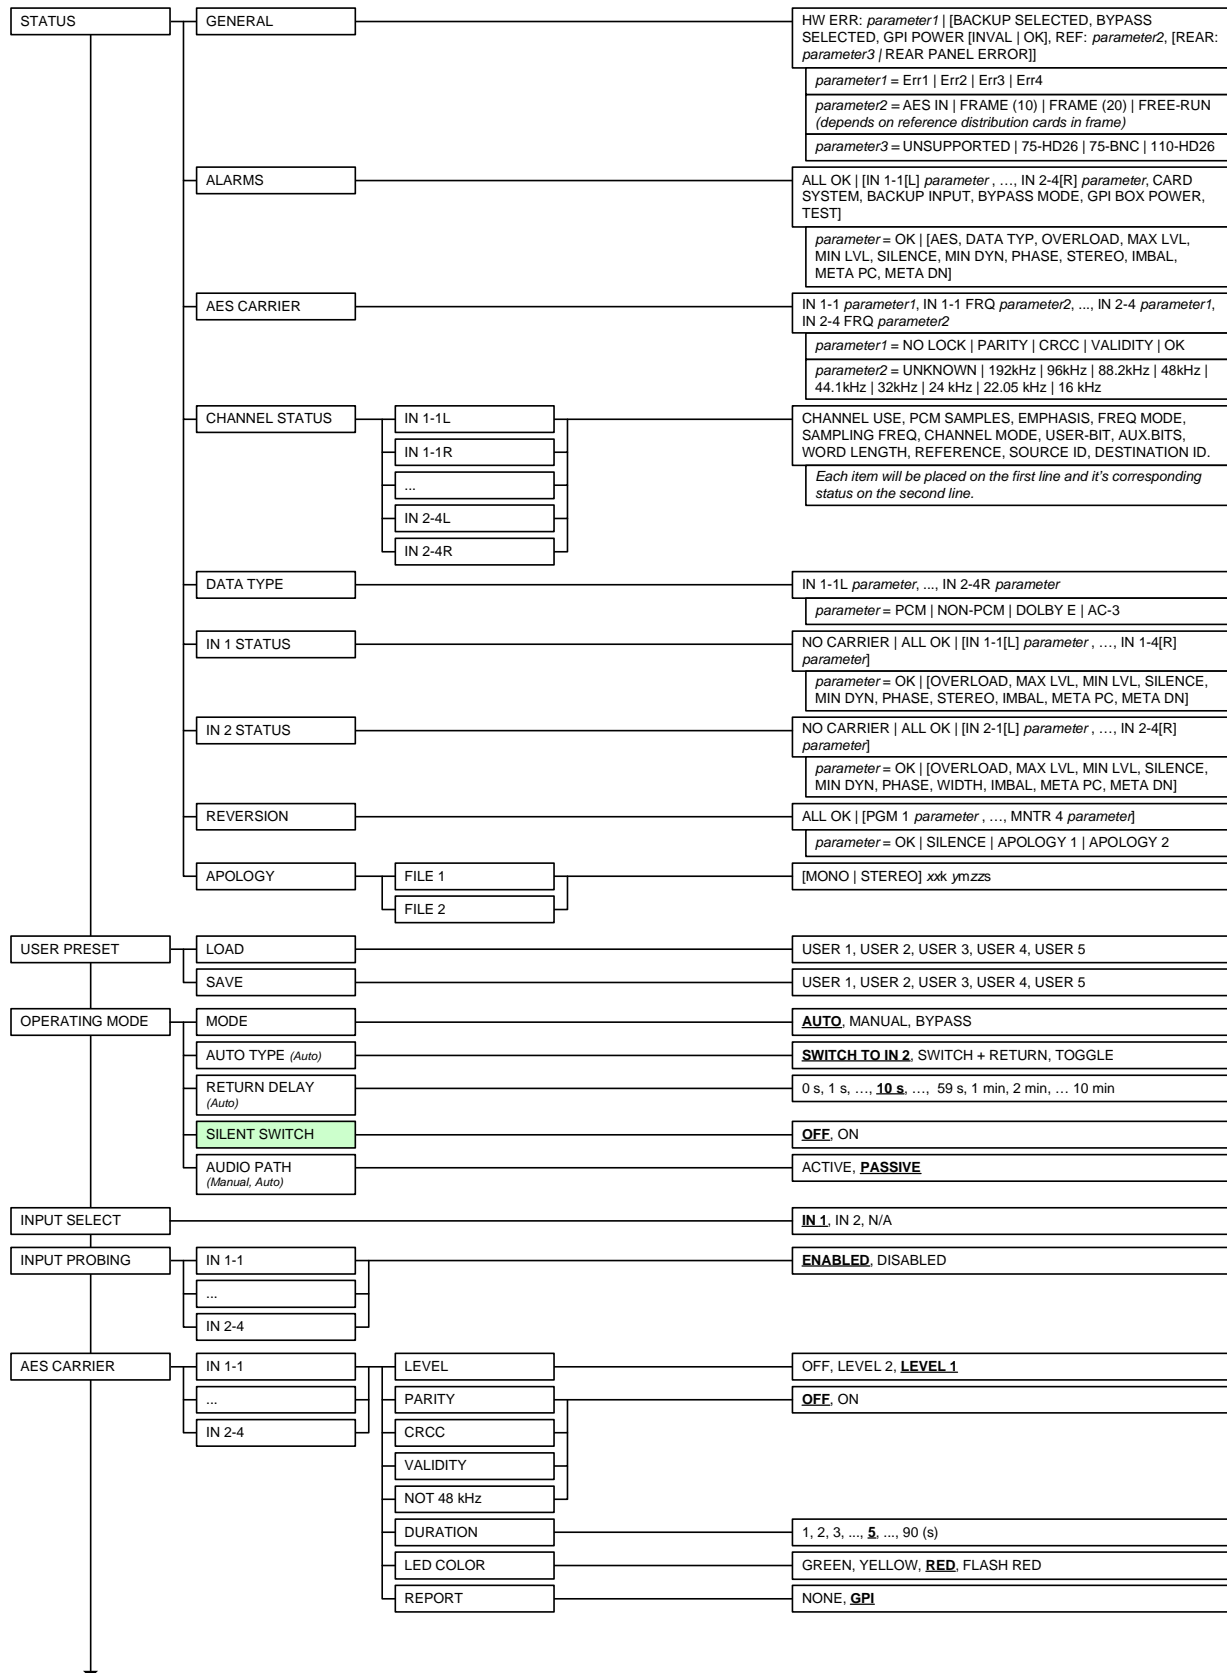 STATUS
GENERAL
HW ERR: parameter1 | [BACKUP SELECTED, BYPASS
SELECTED, GPI POWER [INVAL | OK], REF: parameter2, [REAR:
parameter3 | REAR PANEL ERROR]]
parameter1 = Err1 | Err2 | Err3 | Err4
parameter2 = AES IN | FRAME (10) | FRAME (20) | FREE-RUN
(depends on reference distribution cards in frame)
parameter3 = UNSUPPORTED | 75-HD26 | 75-BNC | 110-HD26
ALARMS
ALL OK | [IN 1-1[L] parameter , ..., IN 2-4[R] parameter, CARD
SYSTEM, BACKUP INPUT, BYPASS MODE, GPI BOX POWER,
TEST]
parameter = OK | [AES, DATA TYP, OVERLOAD, MAX LVL,
MIN LVL, SILENCE, MIN DYN, PHASE, STEREO, IMBAL,
META PC, META DN]
AES CARRIER
IN 1-1 parameter1, IN 1-1 FRQ parameter2, ..., IN 2-4 parameter1,
IN 2-4 FRQ parameter2
parameter1 = NO LOCK | PARITY | CRCC | VALIDITY | OK
parameter2 = UNKNOWN | 192kHz | 96kHz | 88.2kHz | 48kHz |
44.1kHz | 32kHz | 24 kHz | 22.05 kHz | 16 kHz
CHANNEL STATUS
IN 1-1L
IN 1-1R
...
IN 2-4L
IN 2-4R
CHANNEL USE, PCM SAMPLES, EMPHASIS, FREQ MODE,
SAMPLING FREQ, CHANNEL MODE, USER-BIT, AUX.BITS,
WORD LENGTH, REFERENCE, SOURCE ID, DESTINATION ID.
Each item will be placed on the first line and it's corresponding
status on the second line.
DATA TYPE
IN 1-1L parameter, ..., IN 2-4R parameter
parameter = PCM | NON-PCM | DOLBY E | AC-3
IN 1 STATUS
NO CARRIER | ALL OK | [IN 1-1[L] parameter , ..., IN 1-4[R]
parameter]
parameter = OK | [OVERLOAD, MAX LVL, MIN LVL, SILENCE,
MIN DYN, PHASE, STEREO, IMBAL, META PC, META DN]
IN 2 STATUS
NO CARRIER | ALL OK | [IN 2-1[L] parameter , ..., IN 2-4[R]
parameter]
parameter = OK | [OVERLOAD, MAX LVL, MIN LVL, SILENCE,
MIN DYN, PHASE, WIDTH, IMBAL, META PC, META DN]
REVERSION
ALL OK | [PGM 1 parameter , ..., MNTR 4 parameter]
parameter = OK | SILENCE | APOLOGY 1 | APOLOGY 2
APOLOGY
FILE 1
FILE 2
[MONO | STEREO] xxk ymzzs
USER PRESET
LOAD
USER 1, USER 2, USER 3, USER 4, USER 5
SAVE
USER 1, USER 2, USER 3, USER 4, USER 5
OPERATING MODE
MODE
AUTO, MANUAL, BYPASS
AUTO TYPE (Auto)
SWITCH TO IN 2, SWITCH + RETURN, TOGGLE
RETURN DELAY
(Auto)
0 s, 1 s, ..., 10 s, ..., 59 s, 1 min, 2 min, ... 10 min
SILENT SWITCH
OFF, ON
AUDIO PATH
(Manual, Auto)
ACTIVE, PASSIVE
INPUT SELECT
IN 1, IN 2, N/A
INPUT PROBING
IN 1-1
...
IN 2-4
ENABLED, DISABLED
AES CARRIER
IN 1-1
...
IN 2-4
LEVEL
OFF, LEVEL 2, LEVEL 1
PARITY
OFF, ON
CRCC
VALIDITY
NOT 48 kHz
DURATION
1, 2, 3, ..., 5, ..., 90 (s)
LED COLOR
GREEN, YELLOW, RED, FLASH RED
REPORT
NONE, GPI